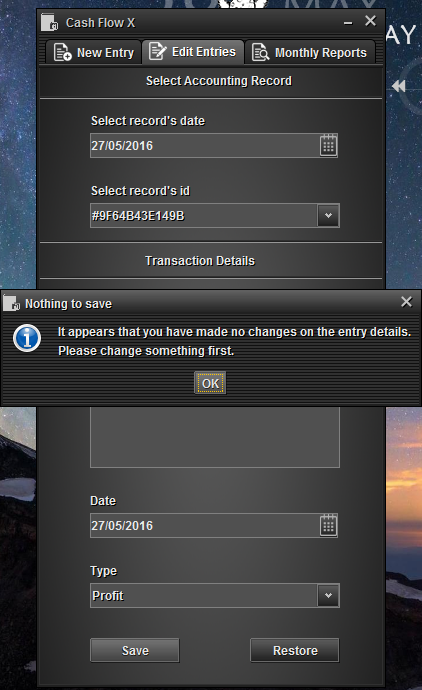 MAY
Cash Flow X
AY
New Entry
Edit Entries
Monthly Reports
Select Accounting Record
Select record's date
27/05/2016
Select record's id
#9F64B43E149B
Transaction Details
Nothing to save
It appears that you have made no changes on the entry details.
Please change something first.
OK
Date
27/05/2016
Type
Profit
Save
Restore